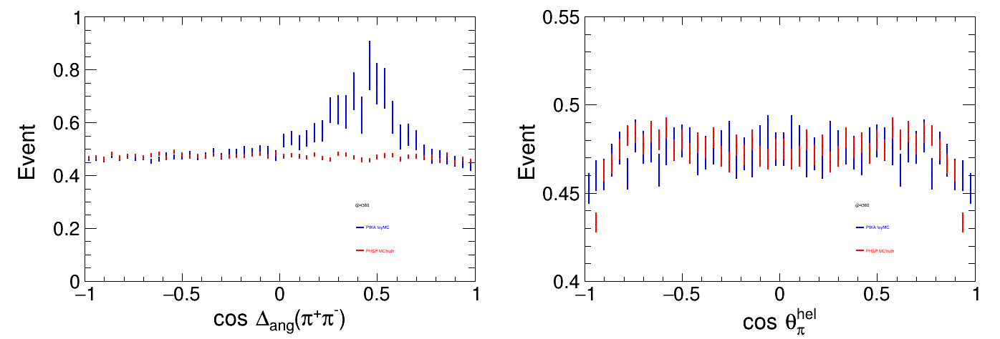 1
0.8
0.6
0.4
0.2
0
Event
−1
−0.5
0
0.5
1
cos Δang(π+π-)
@4360
PWA toyMC
PHSP MCtruth
0.55
0.5
0.45
0.4
Event
−1
−0.5
0
0.5
1
cos θπhel
@4360
PWA toyMC
PHSP MCtruth